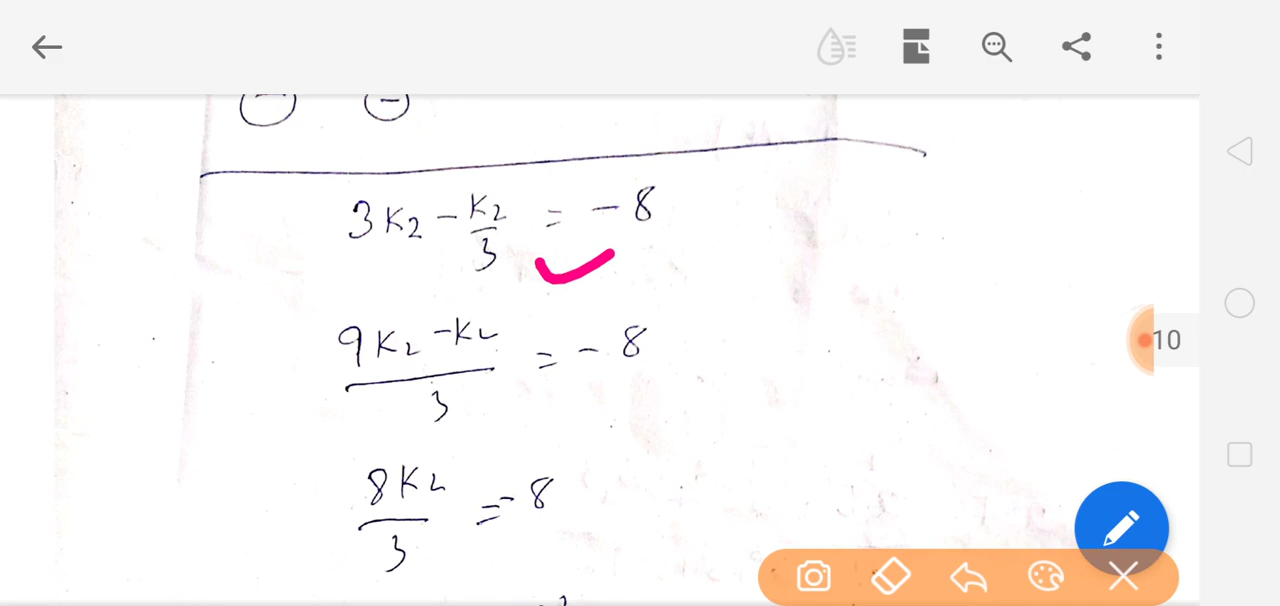 3K2 - K2/3 = -8
9K2 - K2/3 = -8
10
8K2/3 = -8